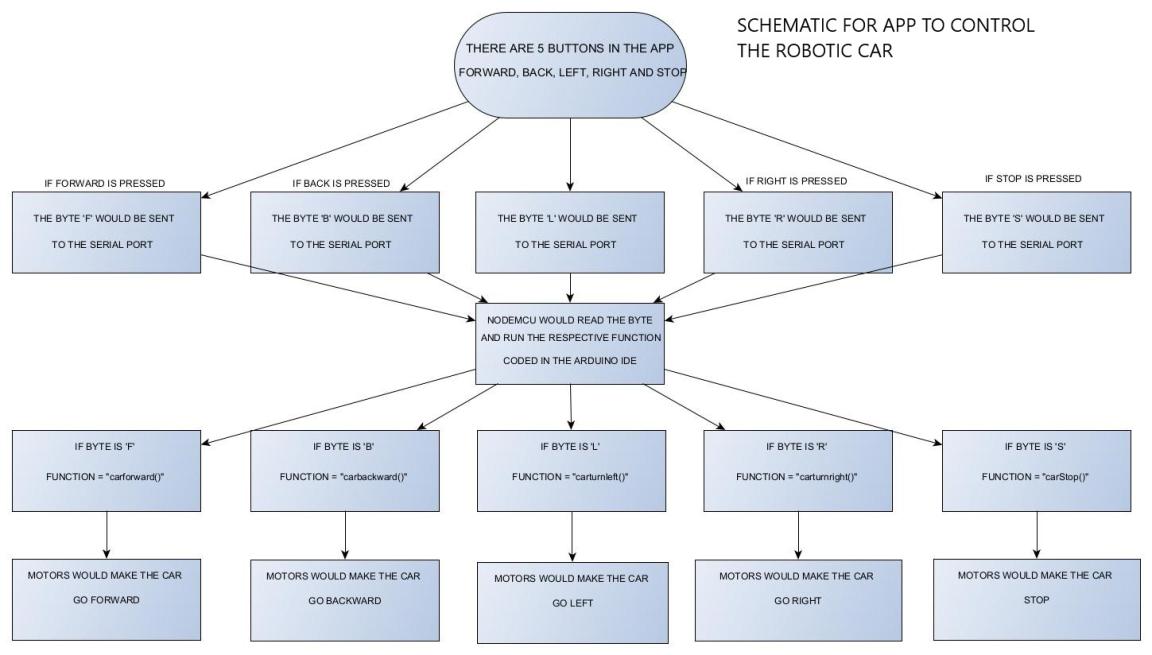 SCHEMATIC FOR APP TO CONTROL
THE ROBOTIC CAR
THERE ARE 5 BUTTONS IN THE APP
FORWARD, BACK, LEFT, RIGHT AND STOP
IF FORWARD IS PRESSED
THE BYTE 'F' WOULD BE SENT
TO THE SERIAL PORT
IF BACK IS PRESSED
THE BYTE 'B' WOULD BE SENT
TO THE SERIAL PORT
THE BYTE 'L' WOULD BE SENT
TO THE SERIAL PORT
IF RIGHT IS PRESSED
THE BYTE 'R' WOULD BE SENT
TO THE SERIAL PORT
IF STOP IS PRESSED
THE BYTE 'S' WOULD BE SENT
TO THE SERIAL PORT
NODEMCU WOULD READ THE BYTE
AND RUN THE RESPECTIVE FUNCTION
CODED IN THE ARDUINO IDE
IF BYTE IS 'F'
FUNCTION = "carforward()"
IF BYTE IS 'B'
FUNCTION = "carbackward()"
IF BYTE IS 'L'
FUNCTION = "carturnleft()"
IF BYTE IS 'R'
FUNCTION = "carturnright()"
IF BYTE IS 'S'
FUNCTION = "carStop()"
MOTORS WOULD MAKE THE CAR
GO FORWARD
MOTORS WOULD MAKE THE CAR
GO BACKWARD
MOTORS WOULD MAKE THE CAR
GO LEFT
MOTORS WOULD MAKE THE CAR
GO RIGHT
MOTORS WOULD MAKE THE CAR
STOP